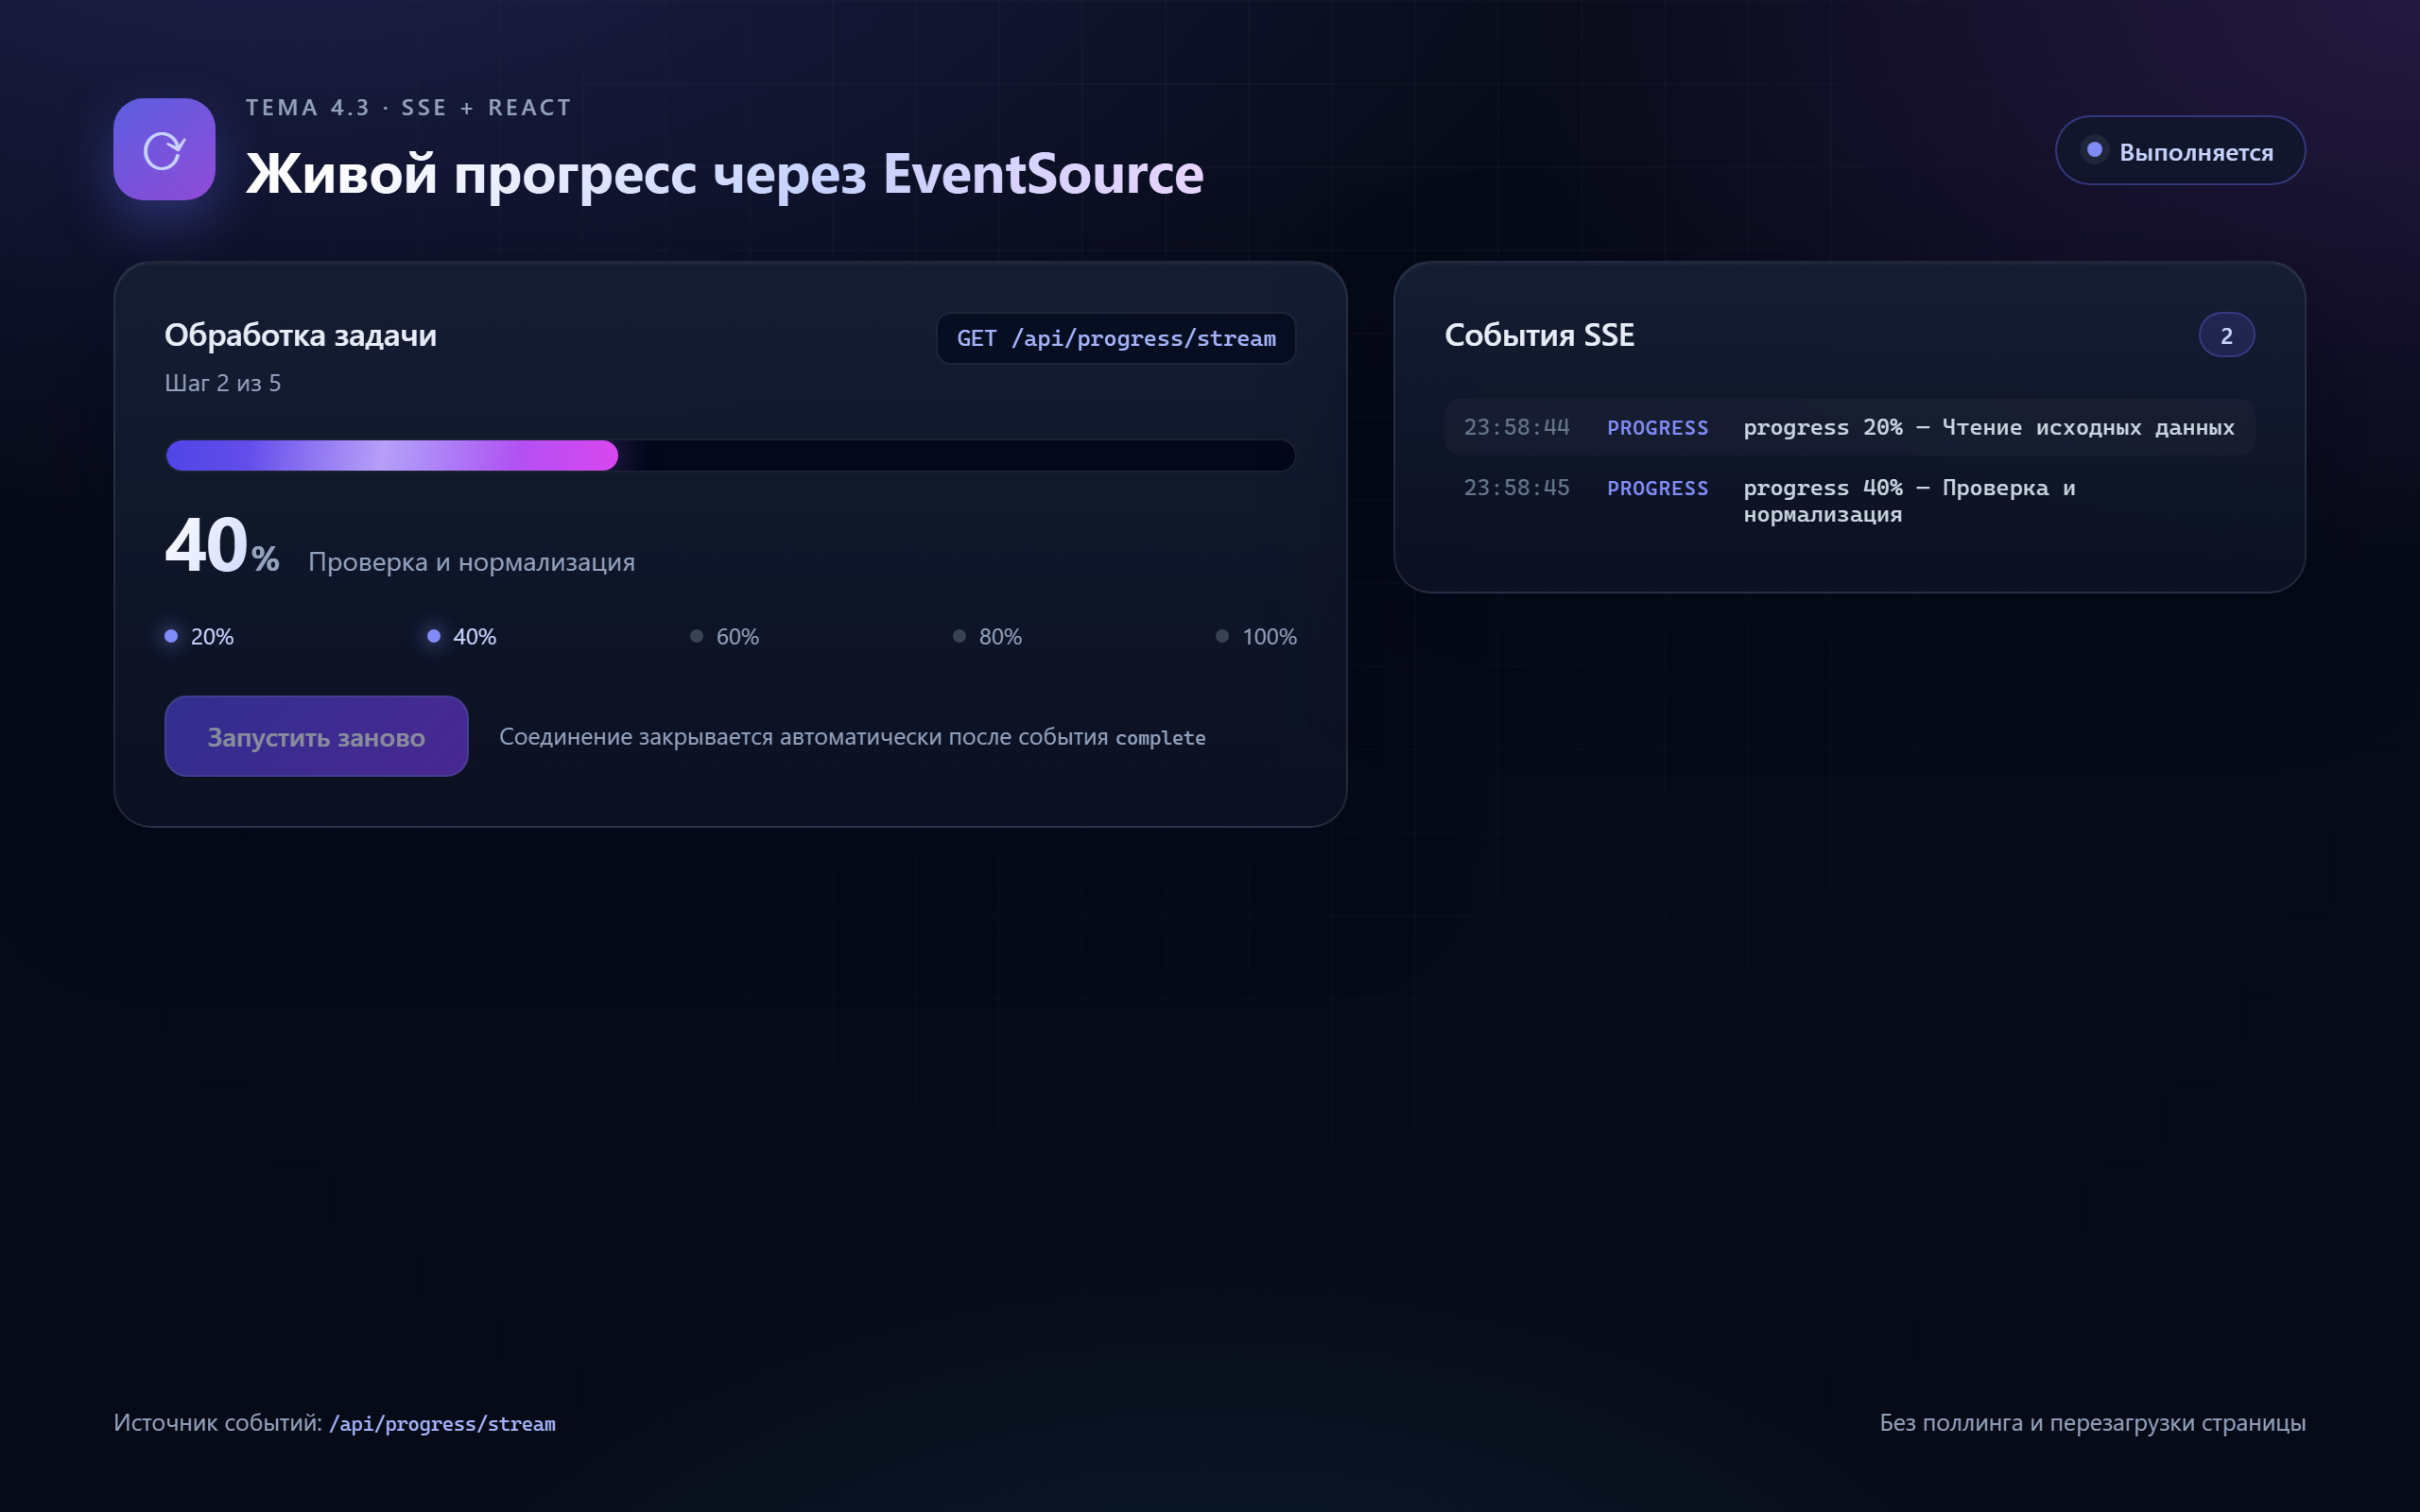 ТЕМА 4.3 · SSE + REACT
Живой прогресс через EventSource
Выполняется
Обработка задачи
GET /api/progress/stream
Шаг 2 из 5
40%
Проверка и нормализация
20%
40%
60%
80%
100%
Запустить заново
Соединение закрывается автоматически после события complete
События SSE
2
23:58:44 PROGRESS progress 20% — Чтение исходных данных
23:58:45 PROGRESS progress 40% — Проверка и
нормализация
Источник событий: /api/progress/stream
Без поллинга и перезагрузки страницы